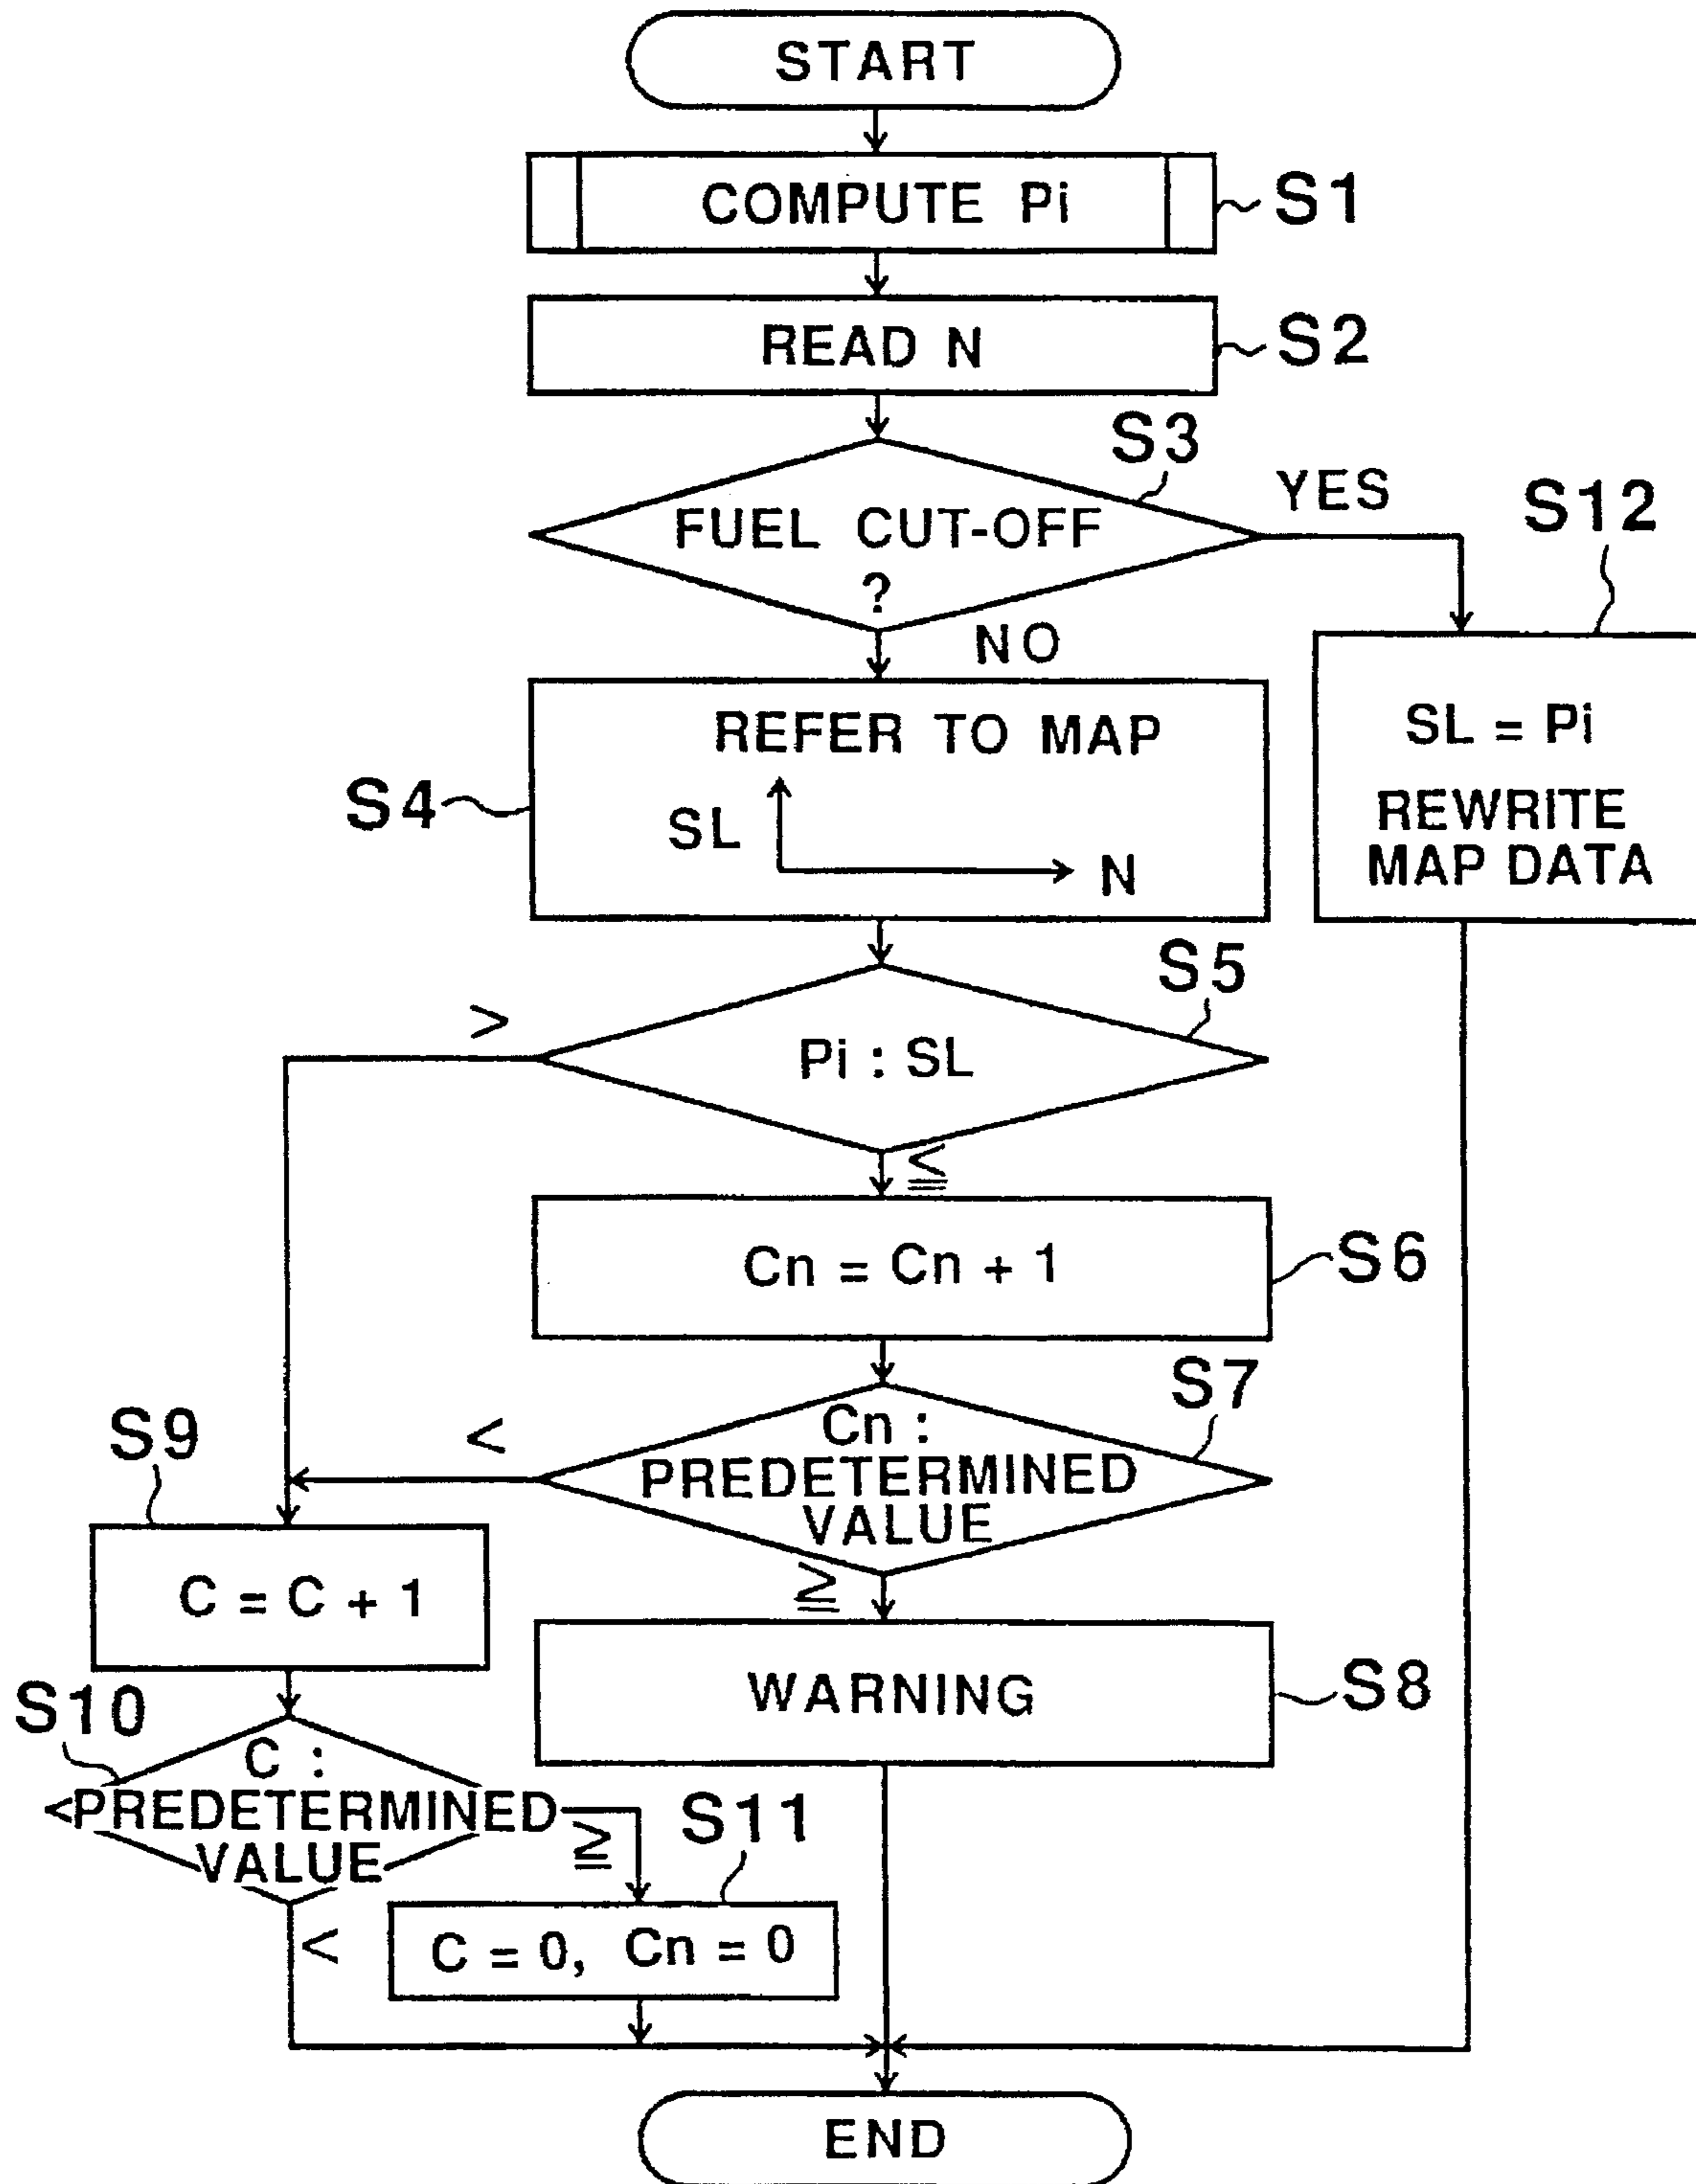 START
COMPUTE Pi
S1
READ N
S2
S3
FUEL CUT-OFF
?
YES
NO
S12
SL = Pi
REWRITE
MAP DATA
REFER TO MAP
SL
N
S4
S5
Pi : SL
>
≦
Cn = Cn + 1
S6
S7
Cn :
PREDETERMINED
VALUE
<
≧
S9
C = C + 1
WARNING
S8
S10
C :
PREDETERMINED
VALUE
≧
<
S11
C = 0, Cn = 0
END